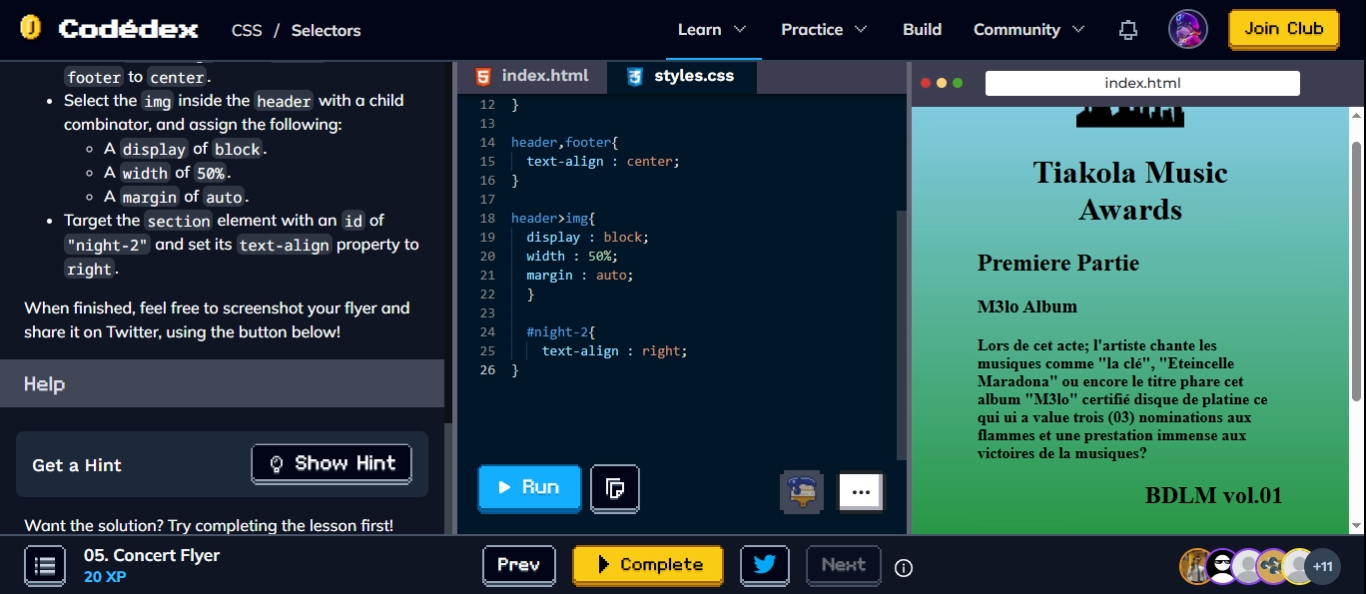 Codédex
CSS / Selectors
Learn
Practice
Build
Community
Join Club
footer to center.
Select the img inside the header with a child
combinator, and assign the following:
A display of block.
A width of 50%.
A margin of auto.
Target the section element with an id of
"night-2" and set its text-align property to
right.
When finished, feel free to screenshot your flyer and
share it on Twitter, using the button below!
Help
Get a Hint
Show Hint
Want the solution? Try completing the lesson first!
index.html
styles.css
12 }
13
14 header,footer{
15 text-align : center;
16 }
17
18 header>img{
19 display : block;
20 width : 50%;
21 margin : auto;
22 }
23
24 #night-2{
25 text-align : right;
26 }
Run
index.html
Tiakola Music
Awards
Premiere Partie
M3lo Album
Lors de cet acte; l'artiste chante les
musiques comme "la clé", "Eteincelle
Maradona" ou encore le titre phare cet
album "M3lo" certifié disque de platine ce
qui ui a value trois (03) nominations aux
flammes et une prestation immense aux
victoires de la musiques?
BDLM vol.01
05. Concert Flyer
20 XP
Prev
Complete
Next
+11